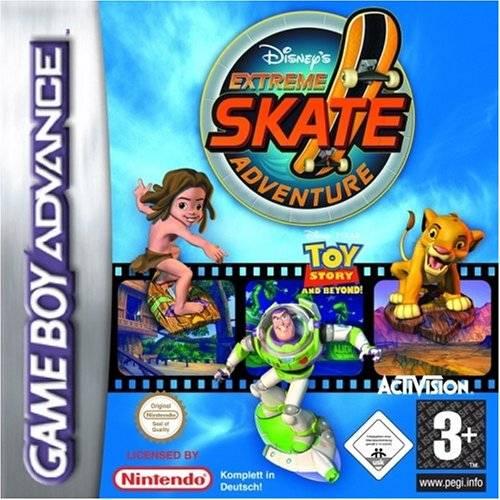 GAME BOY ADVANCE
DISNEY'S
EXTREME
SKATE
ADVENTURE
TOY
STORY
AND BEYOND!
ACTIVISION
Original
Nintendo
Seal of
Quality
LICENSED BY
Nintendo
Komplett in
Deutsch!
3+
www.pegi.info